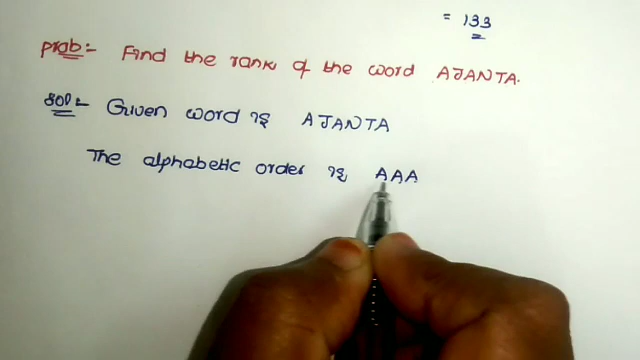 = 133
prob:- Find the rank of the word AJANTA.
Sol:- Given word is AJANTA
The alphabetic order is AAA